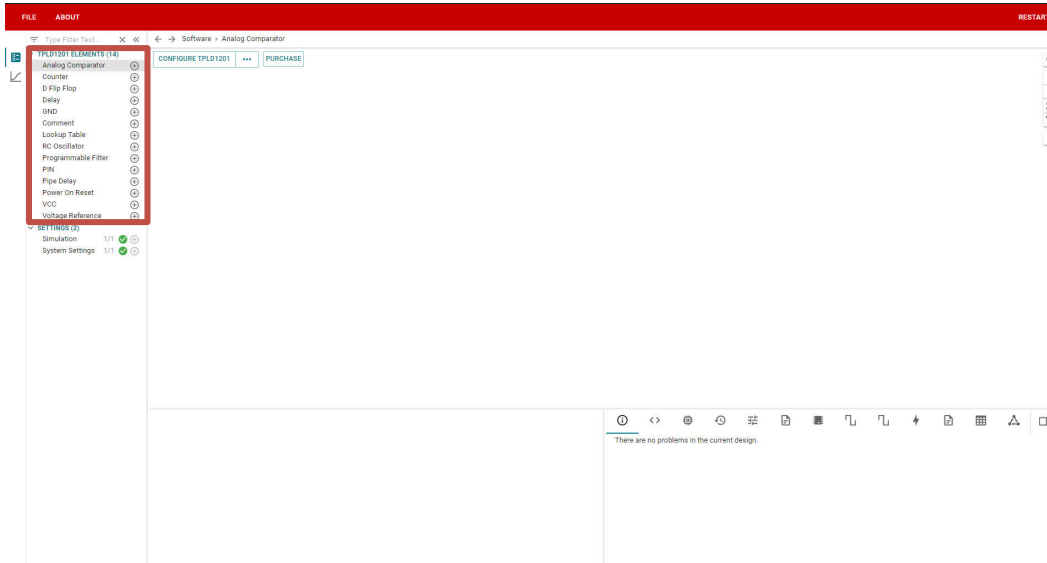 FILE ABOUT RESTART
Type Filter Text... Software › Analog Comparator
CONFIGURE TPLD1201 ••• PURCHASE
TPLD1201 ELEMENTS (14)
Analog Comparator
Counter
D Flip Flop
Delay
GND
Comment
Lookup Table
RC Oscillator
Programmable Filter
PIN
Pipe Delay
Power On Reset
VCC
Voltage Reference
SETTINGS (2)
Simulation 1/1
System Settings 1/1
There are no problems in the current design.